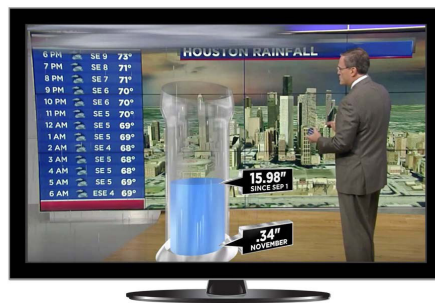 HOUSTON RAINFALL
6 PM SE 9 73°
7 PM SE 8 71°
8 PM SE 7 71°
9 PM SE 6 70°
10 PM SE 6 70°
11 PM SE 5 70°
12 AM SE 5 69°
1 AM SE 5 69°
2 AM SE 4 68°
3 AM SE 5 68°
4 AM SE 5 68°
5 AM SE 5 69°
6 AM ESE 4 69°
15.98"
SINCE SEP 1
.34"
NOVEMBER